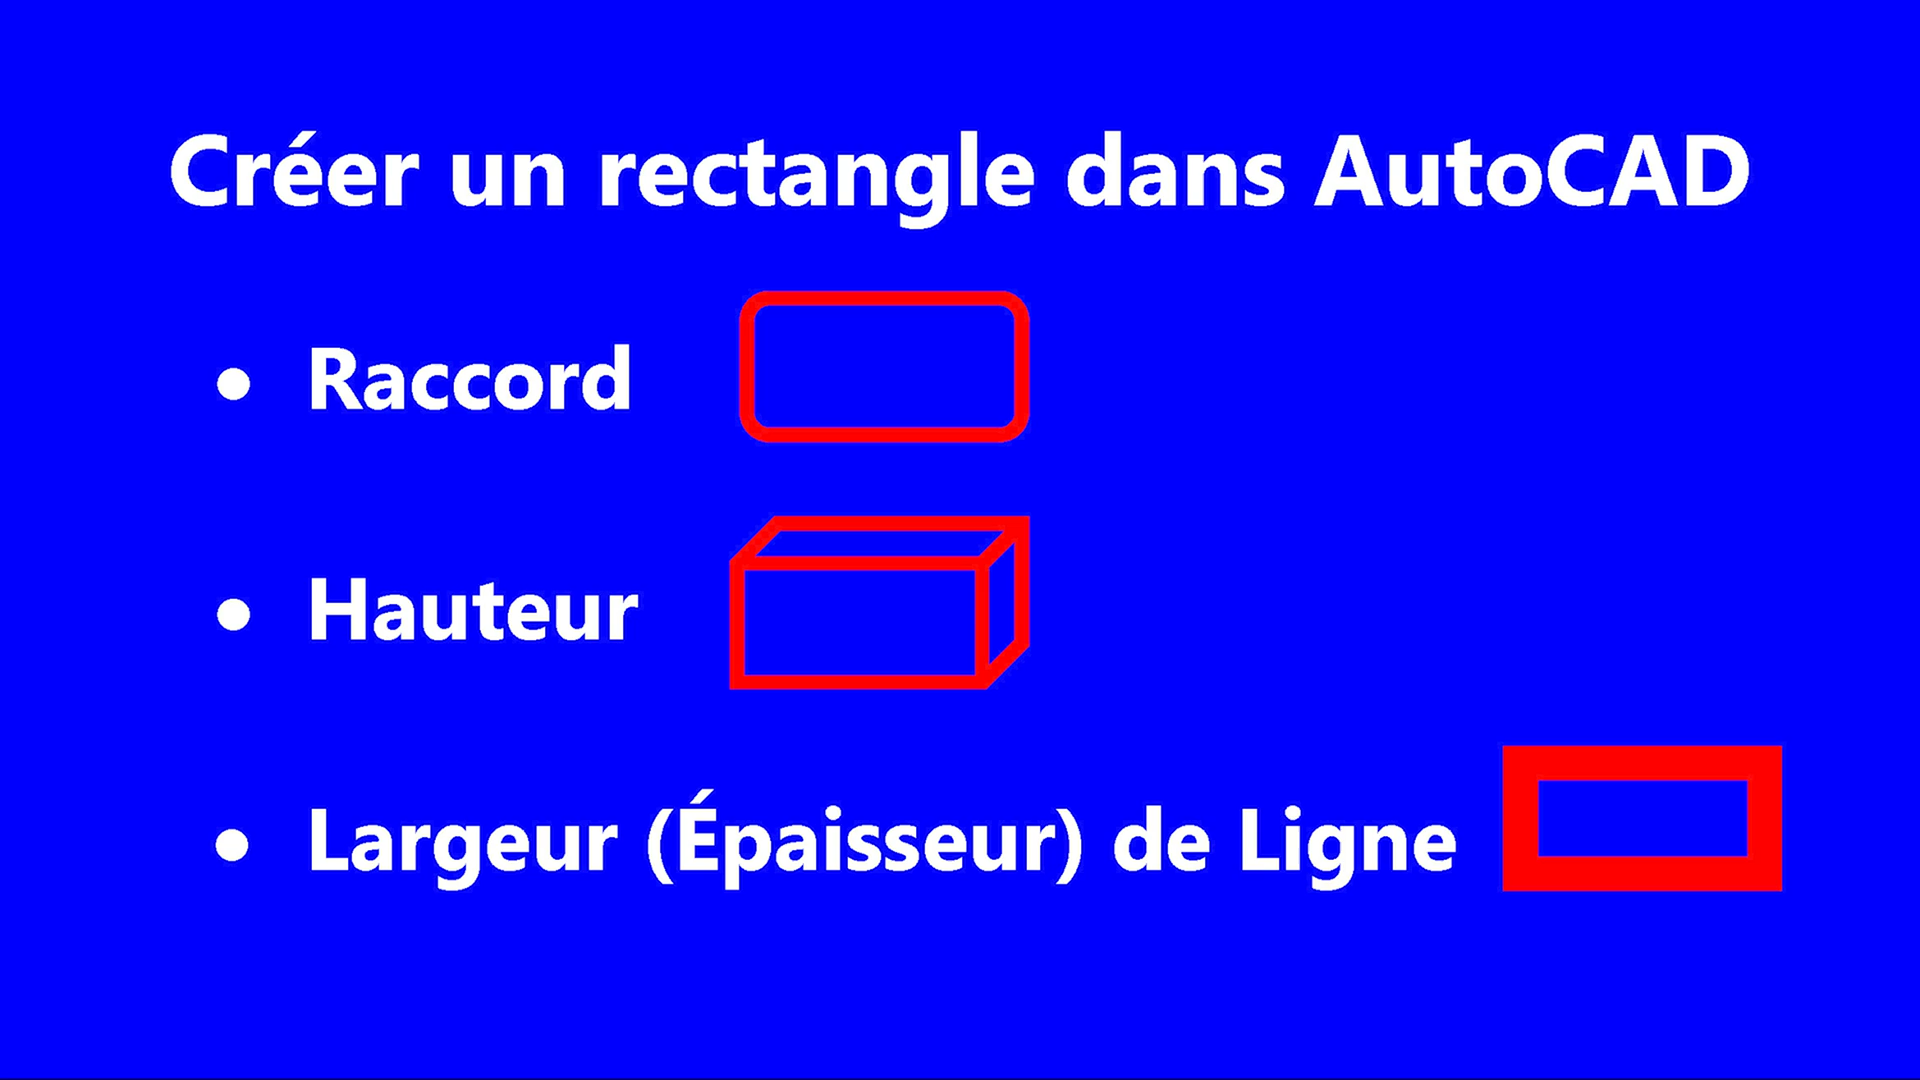 Créer un rectangle dans AutoCAD
• Raccord
• Hauteur
• Largeur (Épaisseur) de Ligne